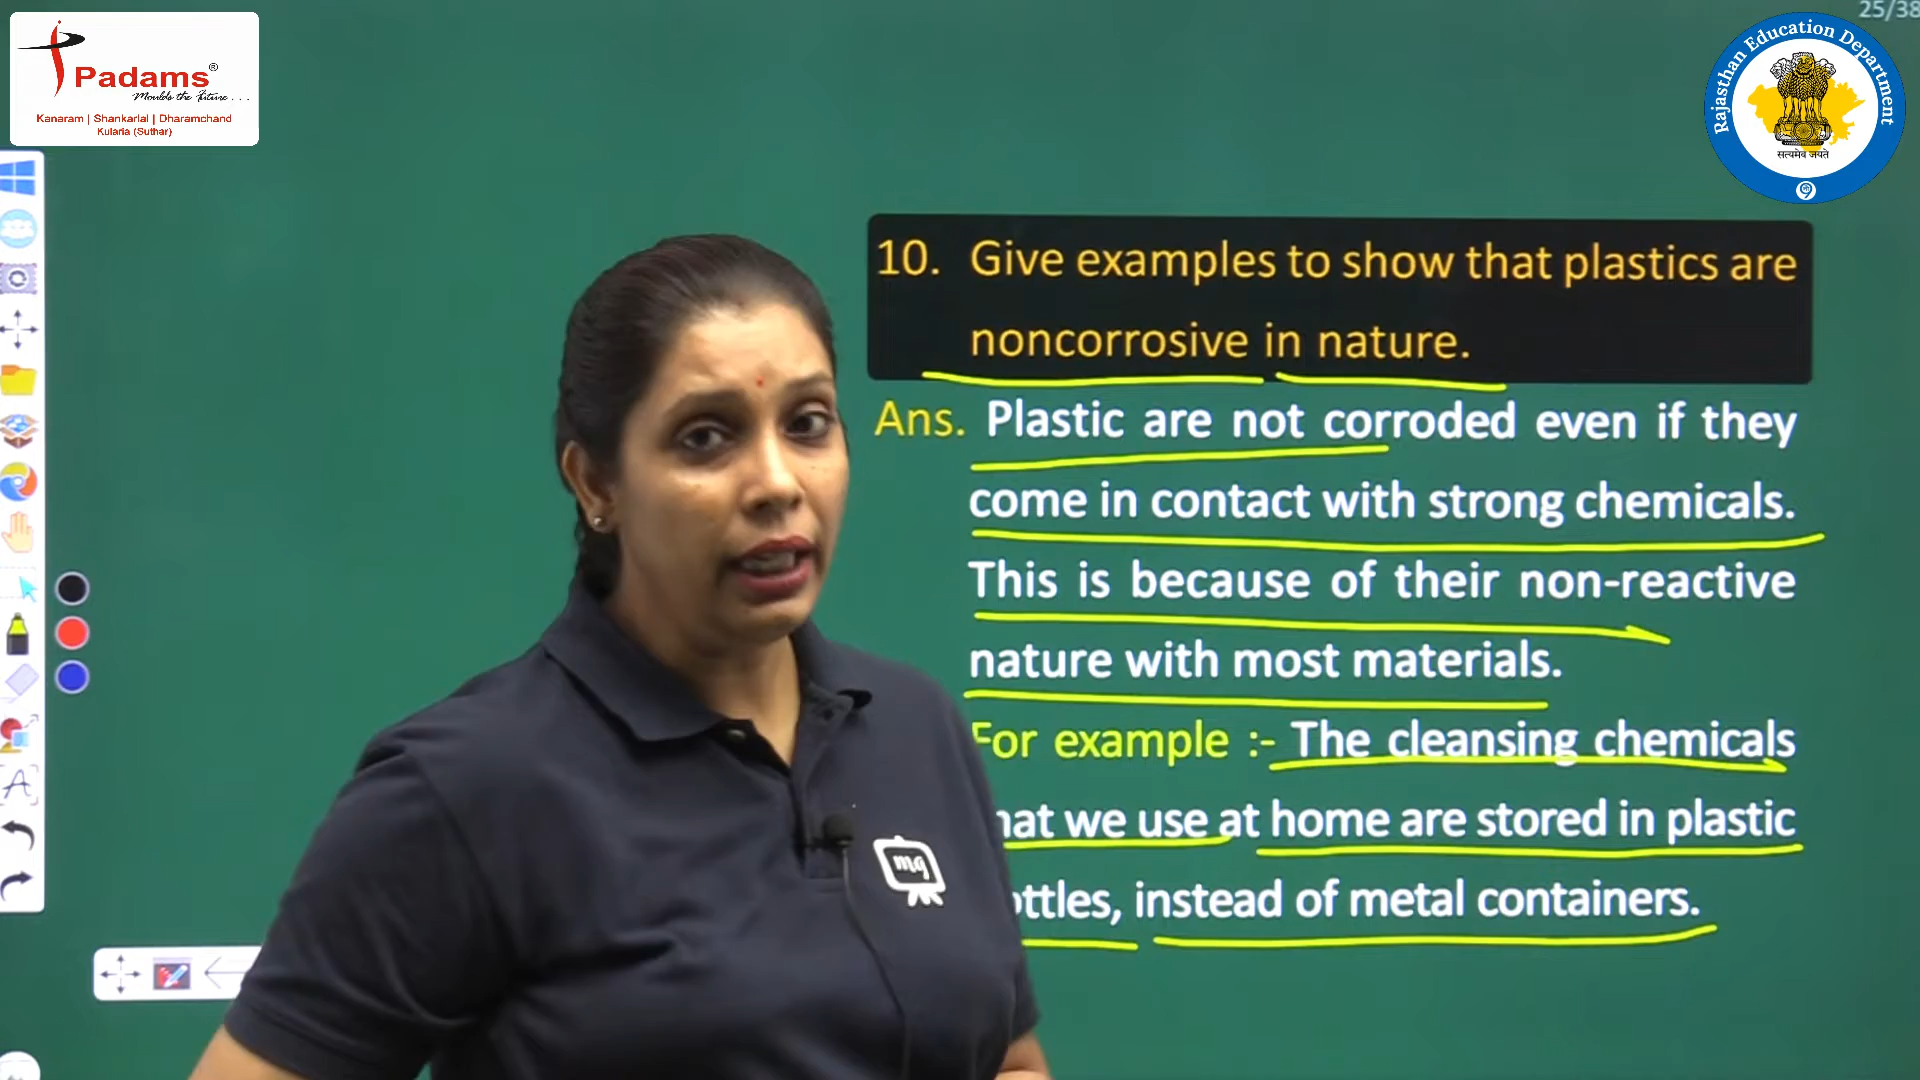 25/38
Padams®
Moulds the Future . . .
Kanaram | Shankarlal | Dharamchand
Kularia (Suthar)
Rajasthan Education Department
सत्यमेव जयते
10. Give examples to show that plastics are
noncorrosive in nature.
Ans. Plastic are not corroded even if they
come in contact with strong chemicals.
This is because of their non-reactive
nature with most materials.
For example :- The cleansing chemicals
hat we use at home are stored in plastic
ottles, instead of metal containers.
mg
A